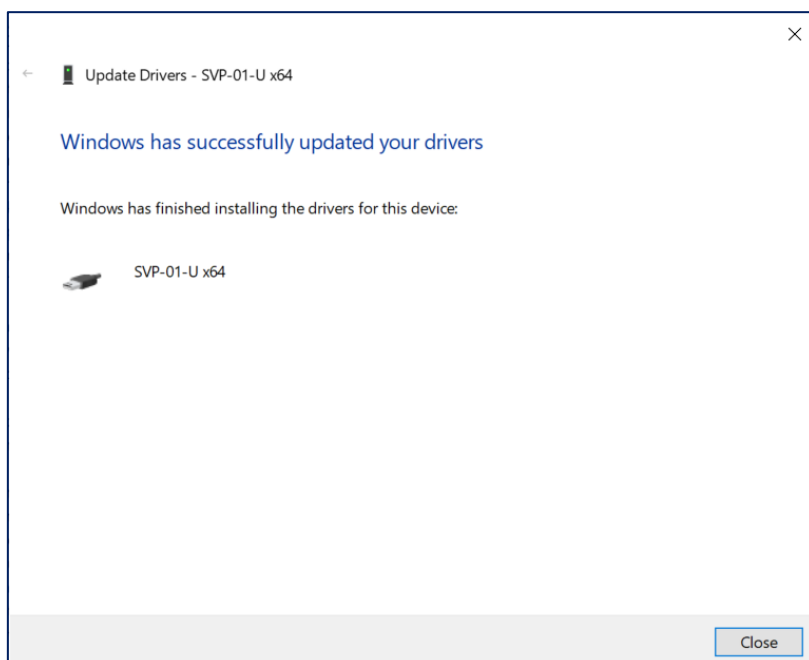 Update Drivers - SVP-01-U x64
Windows has successfully updated your drivers
Windows has finished installing the drivers for this device:
SVP-01-U x64
Close